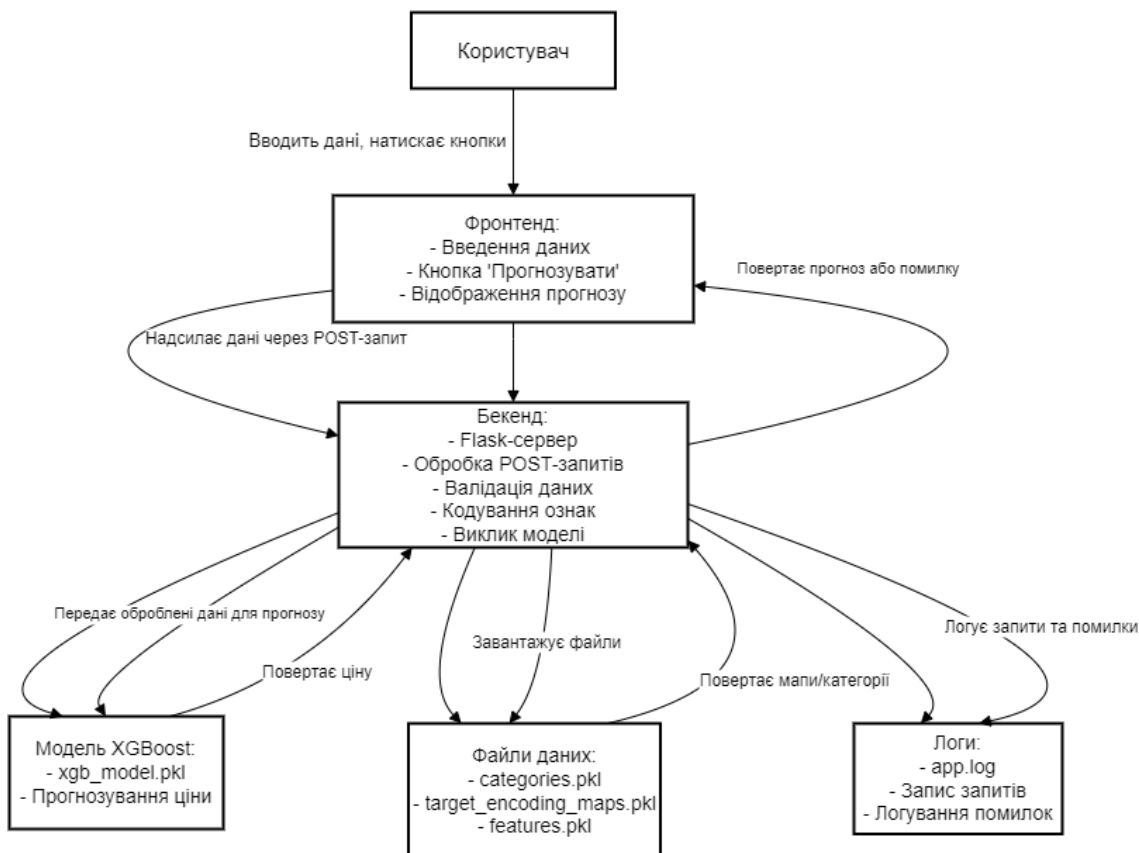 Користувач
Вводить дані, натискає кнопки
Фронтенд:
- Введення даних
- Кнопка 'Прогнозувати'
- Відображення прогнозу
Повертає прогноз або помилку
Надсилає дані через POST-запит
Бекенд:
- Flask-сервер
- Обробка POST-запитів
- Валідація даних
- Кодування ознак
- Виклик моделі
Передає оброблені дані для прогнозу
Повертає ціну
Завантажує файли
Повертає мапи/категорії
Логує запити та помилки
Модель XGBoost:
- xgb_model.pkl
- Прогнозування ціни
Файли даних:
- categories.pkl
- target_encoding_maps.pkl
- features.pkl
Логи:
- app.log
- Запис запитів
- Логування помилок